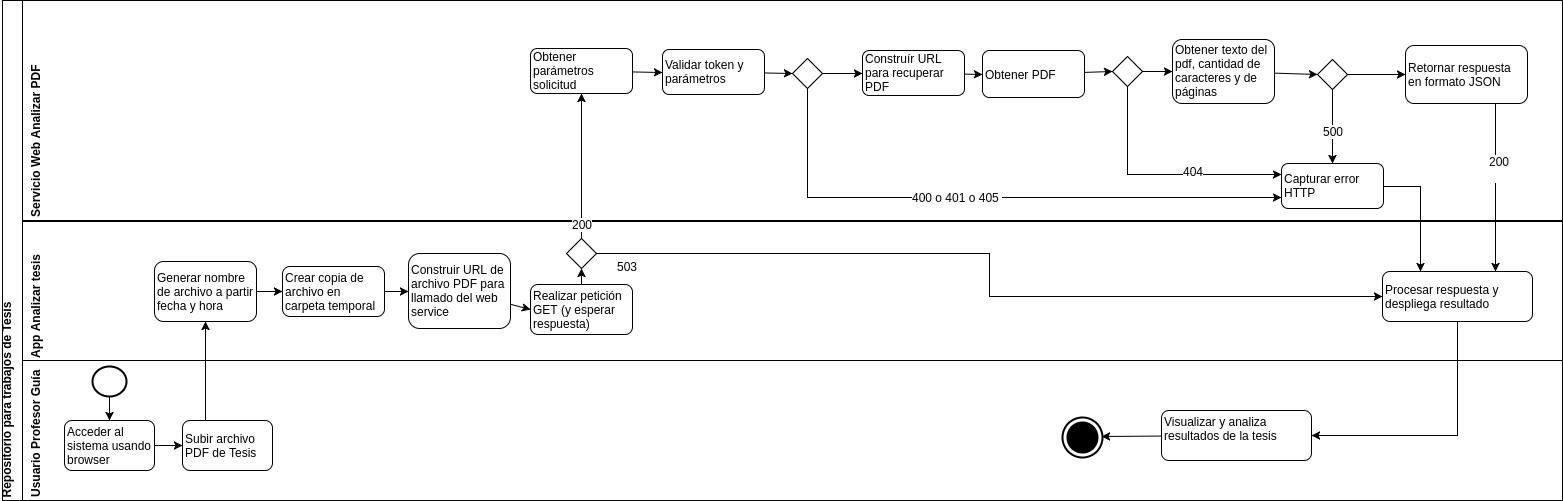 Repositorio para trabajos de Tesis
Servicio Web Analizar PDF
Obtener
parámetros
solicitud
Validar token y
parámetros
Construír URL
para recuperar
PDF
Obtener PDF
Obtener texto del
pdf, cantidad de
caracteres y de
páginas
Retornar respuesta
en formato JSON
500
200
404
Capturar error
HTTP
400 o 401 o 405
200
App Analizar tesis
503
Generar nombre
de archivo a partir
fecha y hora
Crear copia de
archivo en
carpeta temporal
Construir URL de
archivo PDF para
llamado del web
service
Realizar petición
GET (y esperar
respuesta)
Procesar respuesta y
despliega resultado
Usuario Profesor Guía
Acceder al
sistema usando
browser
Subir archivo
PDF de Tesis
Visualizar y analiza
resultados de la tesis